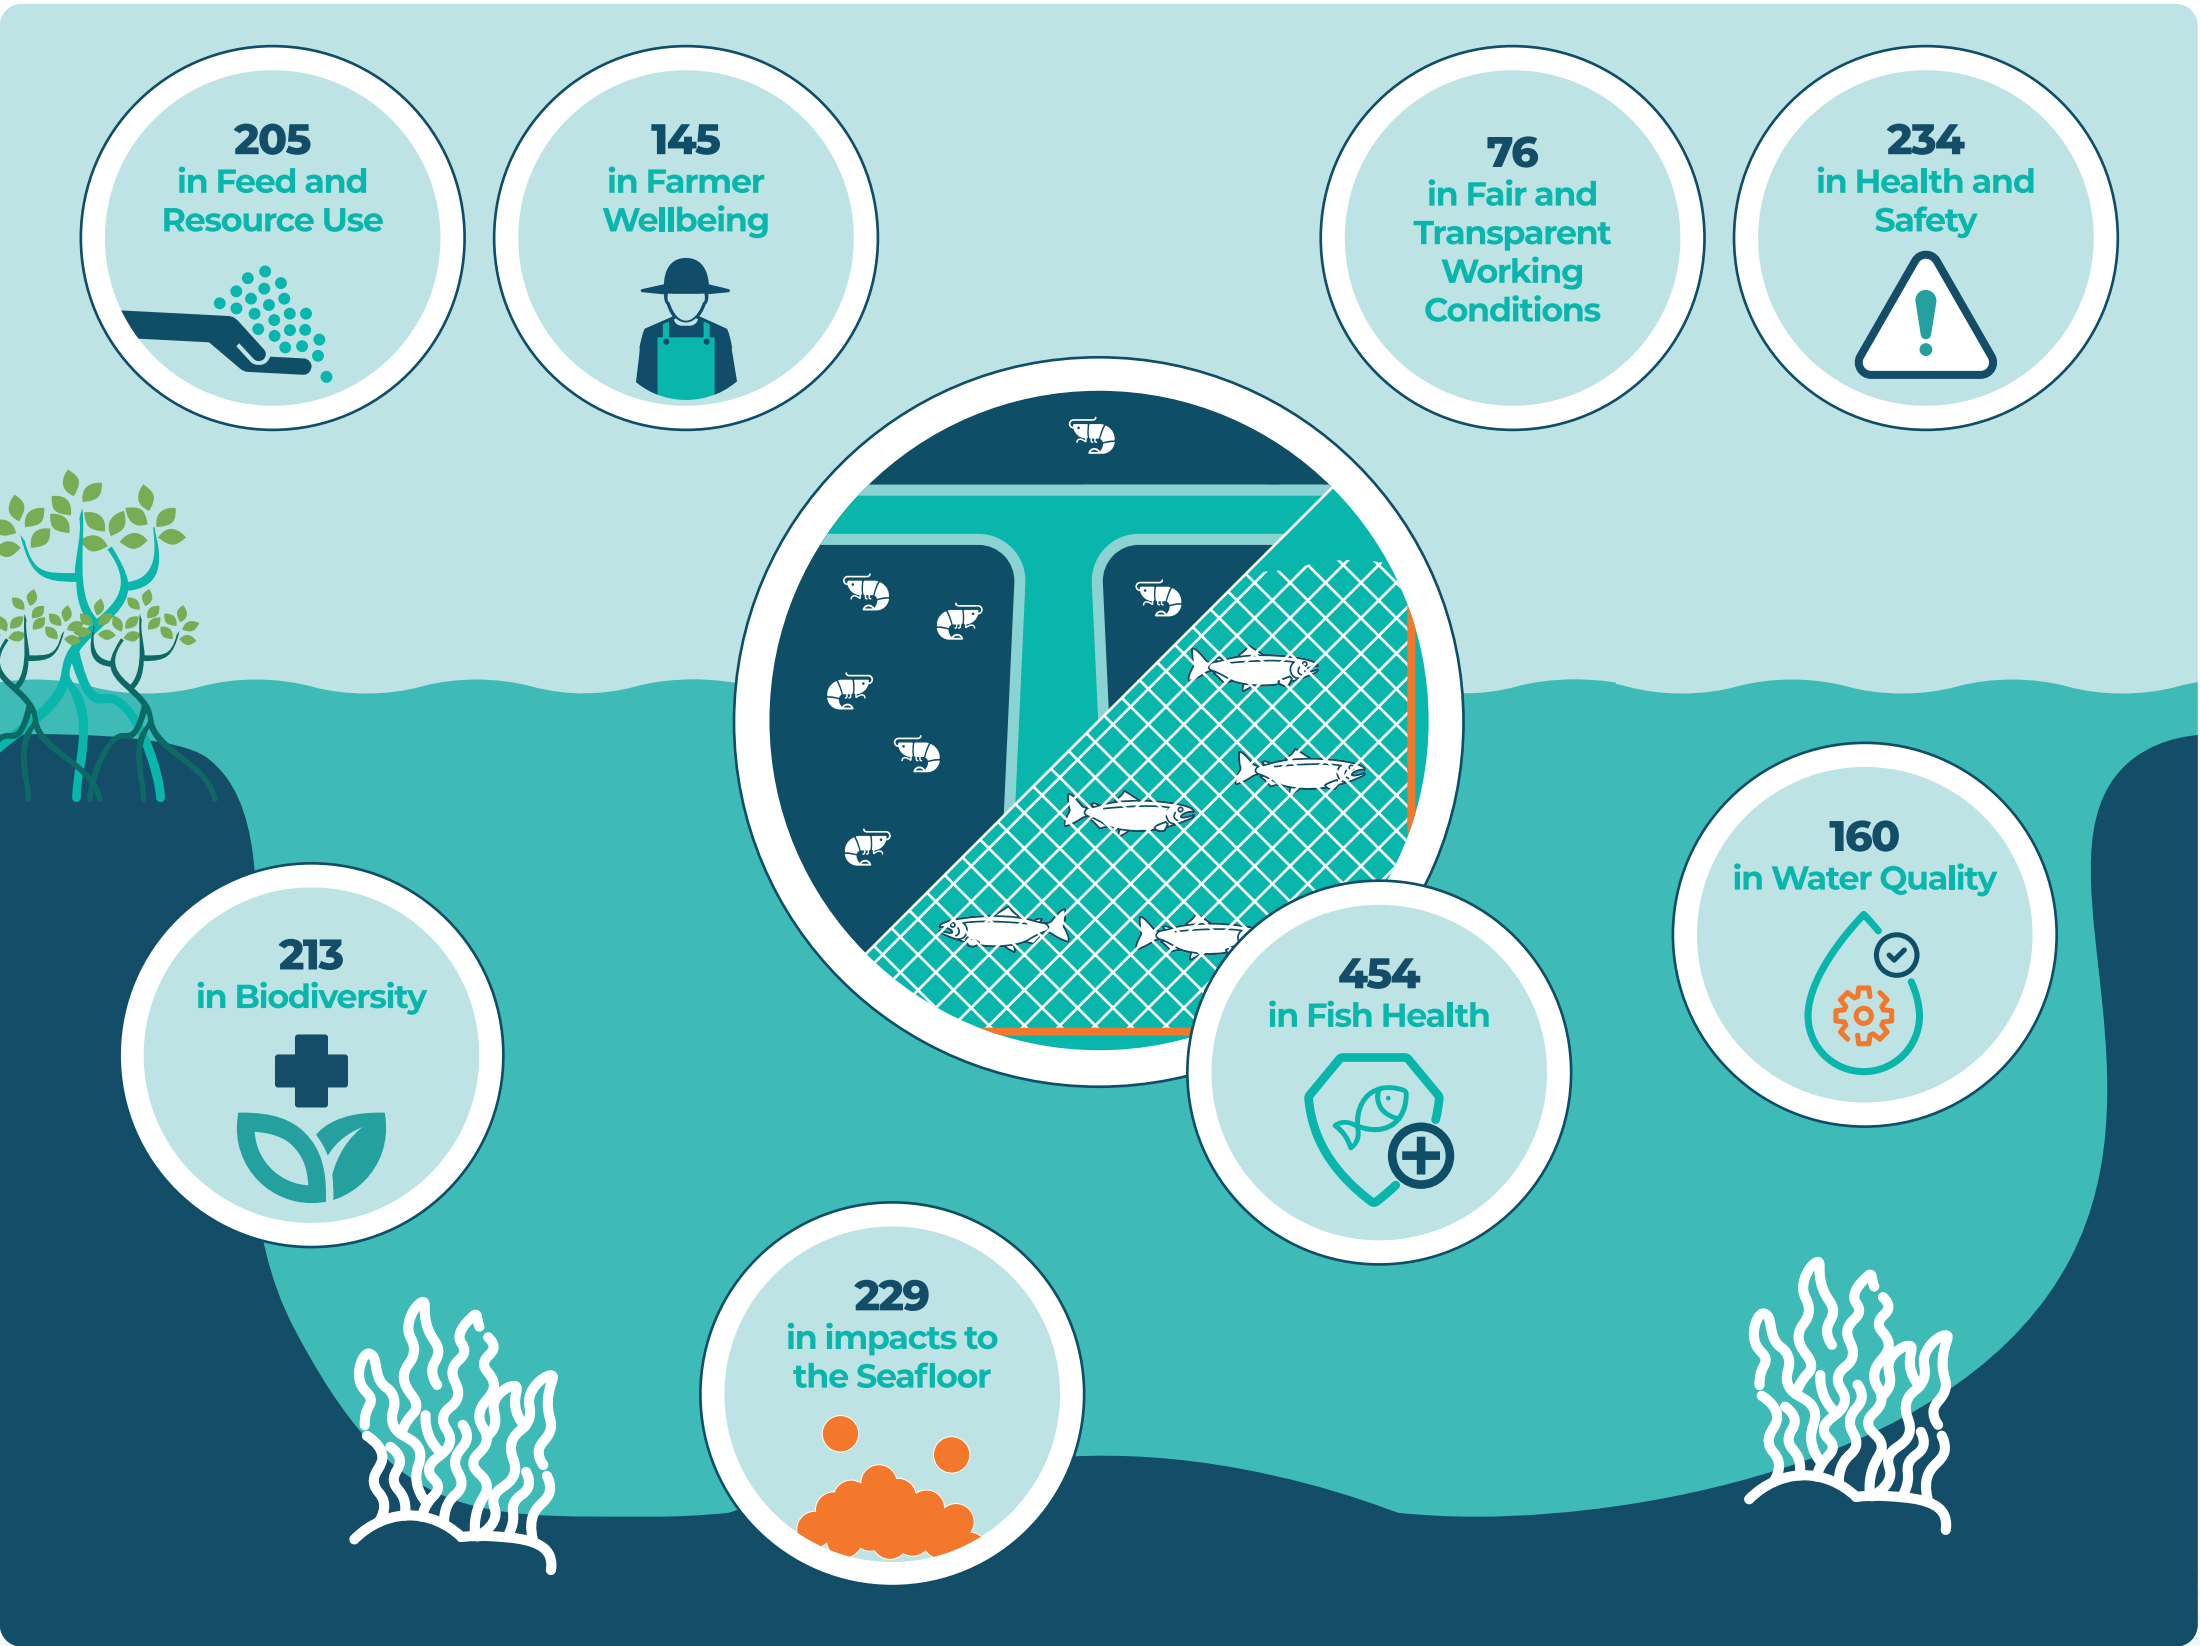 205
in Feed and
Resource Use
145
in Farmer
Wellbeing
76
in Fair and
Transparent
Working
Conditions
234
in Health and
Safety
160
in Water Quality
213
in Biodiversity
454
in Fish Health
229
in impacts to
the Seafloor